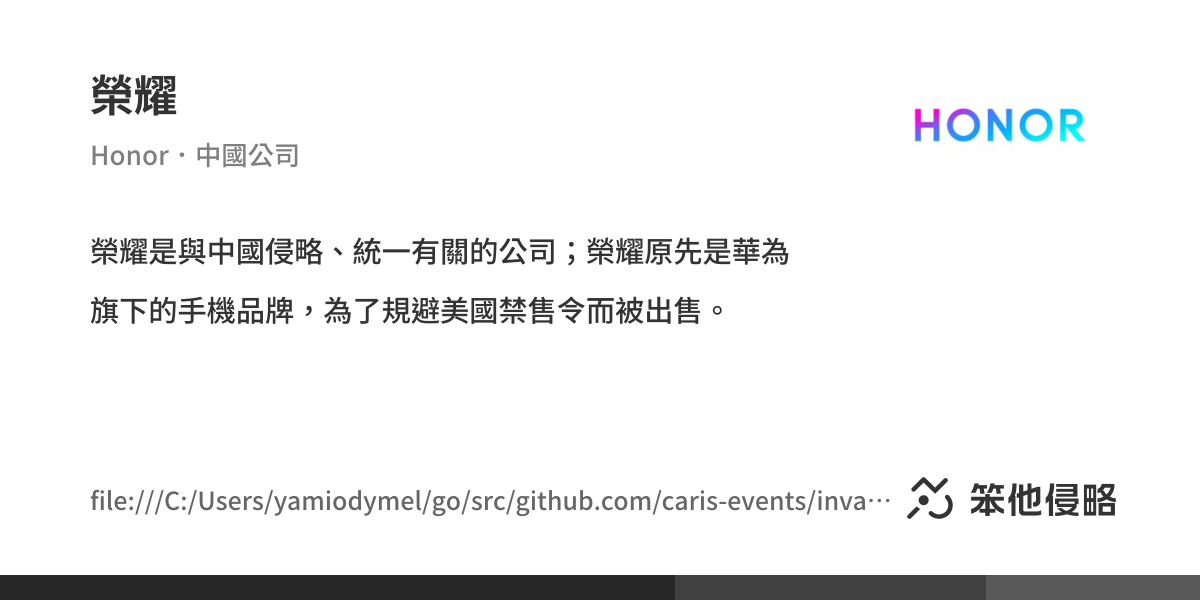 榮耀
HONOR
Honor・中國公司
榮耀是與中國侵略、統一有關的公司；榮耀原先是華為
旗下的手機品牌，為了規避美國禁售令而被出售。
file:///C:/Users/yamiodymel/go/src/github.com/caris-events/inva⋯
笨他侵略